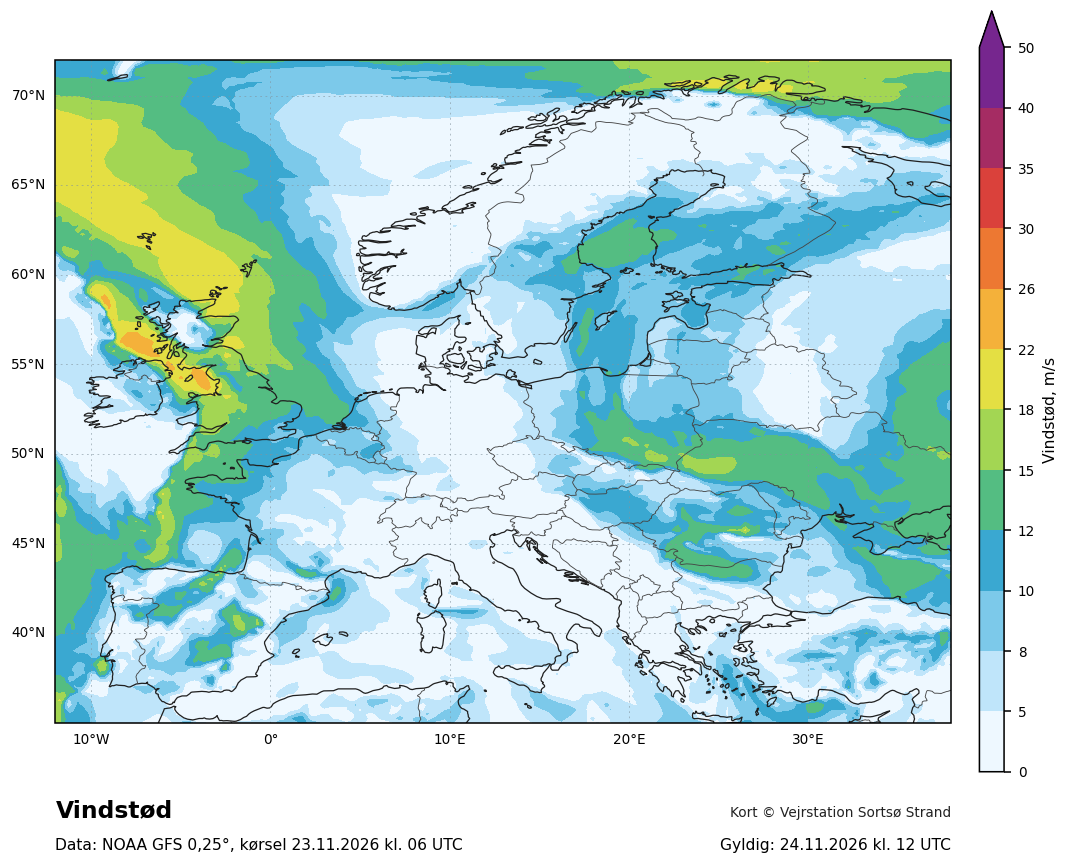 50
40
35
30
26
22
18
15
12
10
8
5
0
Vindstød, m/s
70°N
65°N
60°N
55°N
50°N
45°N
40°N
10°W
0°
10°E
20°E
30°E
Vindstød
Kort © Vejrstation Sortsø Strand
Data: NOAA GFS 0,25°, kørsel 23.11.2026 kl. 06 UTC
Gyldig: 24.11.2026 kl. 12 UTC